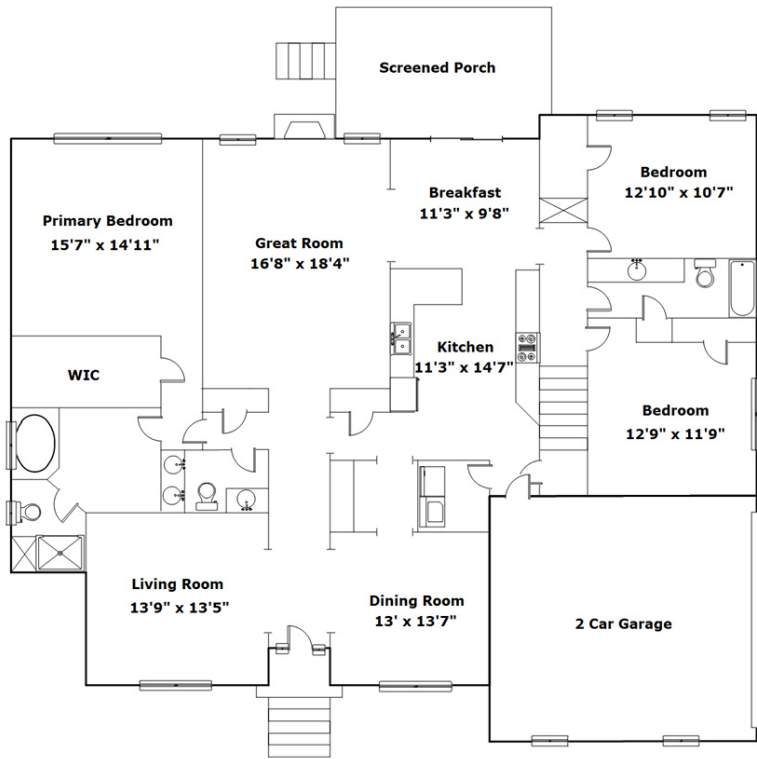 Screened Porch
Primary Bedroom
15'7" x 14'11"
Great Room
16'8" x 18'4"
Breakfast
11'3" x 9'8"
Bedroom
12'10" x 10'7"
WIC
Kitchen
11'3" x 14'7"
Bedroom
12'9" x 11'9"
Living Room
13'9" x 13'5"
Dining Room
13' x 13'7"
2 Car Garage